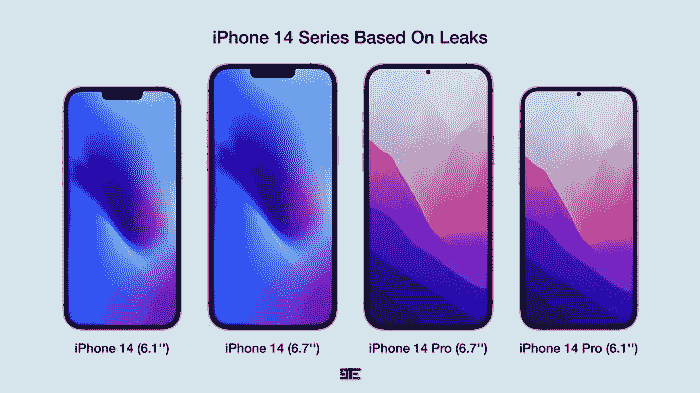 iPhone 14 Series Based On Leaks
iPhone 14 (6.1'')
iPhone 14 (6.7'')
iPhone 14 Pro (6.7'')
iPhone 14 Pro (6.1'')